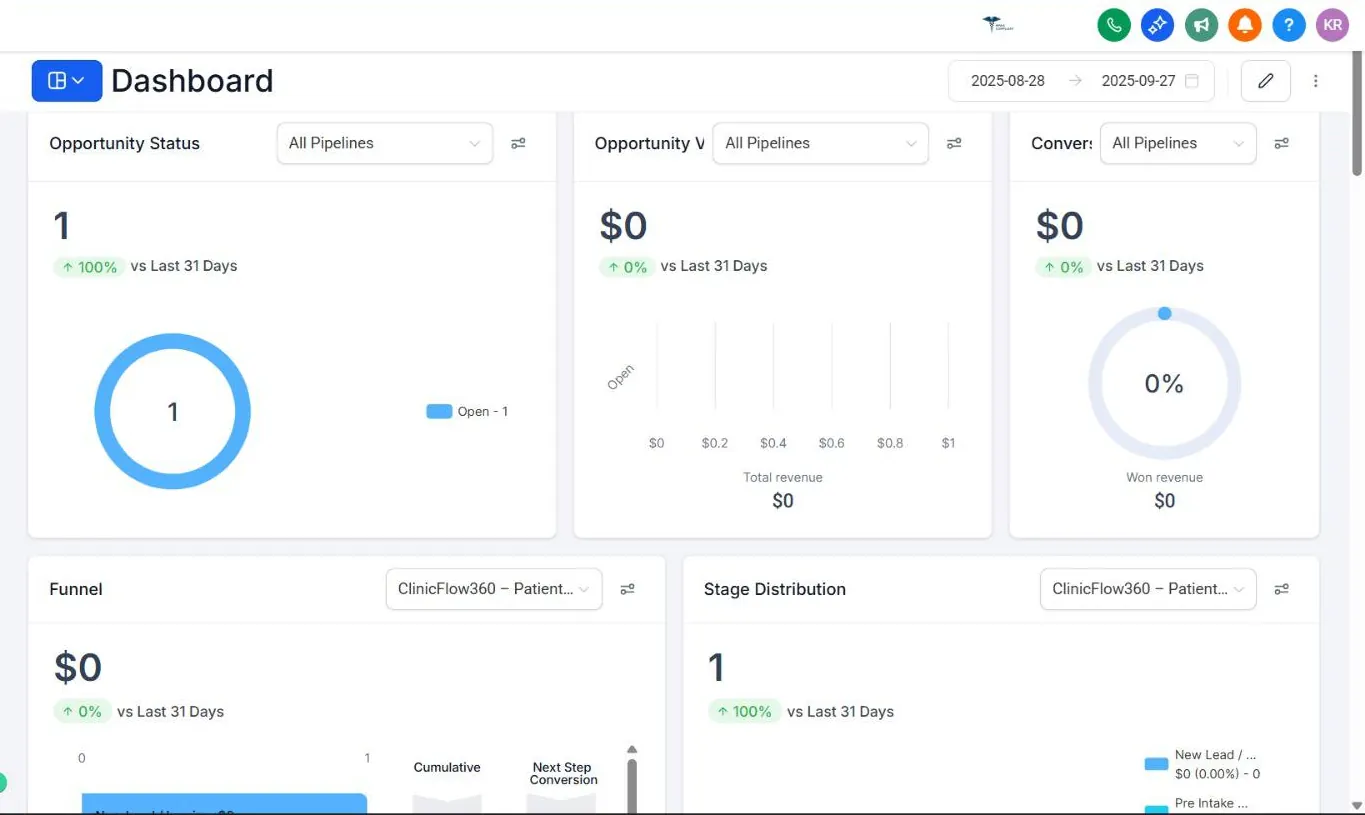 KR
Dashboard
2025-08-28 → 2025-09-27
Opportunity Status
All Pipelines
Opportunity V
All Pipelines
Convers
All Pipelines
1
↑ 100% vs Last 31 Days
$0
↑ 0% vs Last 31 Days
$0
↑ 0% vs Last 31 Days
1
Open - 1
Open
$0 $0.2 $0.4 $0.6 $0.8 $1
Total revenue
$0
0%
Won revenue
$0
Funnel
ClinicFlow360 – Patient...
Stage Distribution
ClinicFlow360 – Patient...
$0
↑ 0% vs Last 31 Days
1
↑ 100% vs Last 31 Days
0 1
Cumulative
Next Step
Conversion
New Lead / ...
$0 (0.00%) - 0
Pre Intake ...